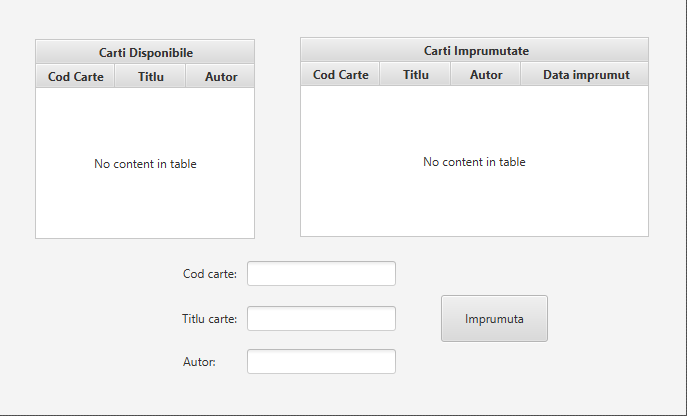 Carti Disponibile
Cod Carte Titlu Autor
No content in table
Carti Imprumutate
Cod Carte Titlu Autor Data imprumut
No content in table
Cod carte:
Titlu carte:
Autor:
Imprumuta